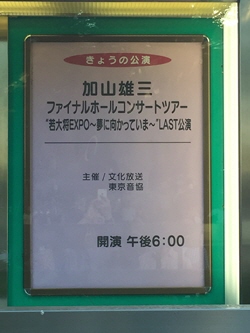 きょうの公演
加山雄三
ファイナルホールコンサートツアー
“若大将EXPO～夢に向かっていま～”LAST公演
主催/文化放送
東京音協
開演 午後6:00